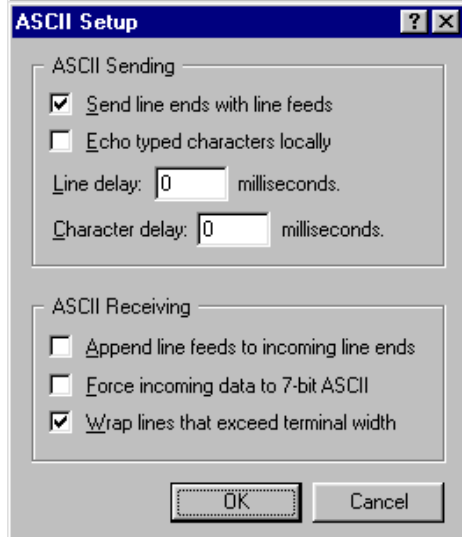 ASCII Setup
ASCII Sending
Send line ends with line feeds
Echo typed characters locally
Line delay: 0 milliseconds.
Character delay: 0 milliseconds.
ASCII Receiving
Append line feeds to incoming line ends
Force incoming data to 7-bit ASCII
Wrap lines that exceed terminal width
OK Cancel